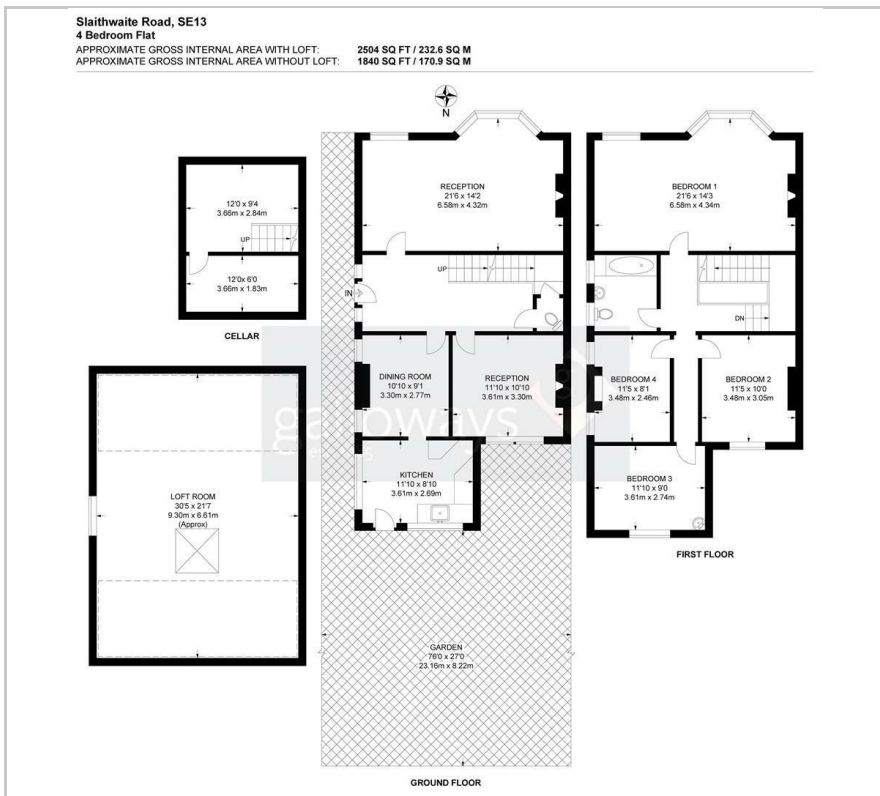 Slaithwaite Road, SE13
4 Bedroom Flat
APPROXIMATE GROSS INTERNAL AREA WITH LOFT: 2504 SQ FT / 232.6 SQ M
APPROXIMATE GROSS INTERNAL AREA WITHOUT LOFT: 1840 SQ FT / 170.9 SQ M
N
12'0 x 9'4
3.66m x 2.84m
UP
12'0x 6'0
3.66m x 1.83m
CELLAR
LOFT ROOM
30'5 x 21'7
9.30m x 6.61m
(Approx)
RECEPTION
21'6 x 14'2
6.58m x 4.32m
UP
IN
DINING ROOM
10'10 x 9'1
3.30m x 2.77m
RECEPTION
11'10 x 10'10
3.61m x 3.30m
KITCHEN
11'10 x 8'10
3.61m x 2.69m
GARDEN
76'0 x 27'0
23.16m x 8.22m
GROUND FLOOR
BEDROOM 1
21'6 x 14'3
6.58m x 4.34m
DN
BEDROOM 4
11'5 x 8'1
3.48m x 2.46m
BEDROOM 2
11'5 x 10'0
3.48m x 3.05m
BEDROOM 3
11'10 x 9'0
3.61m x 2.74m
FIRST FLOOR